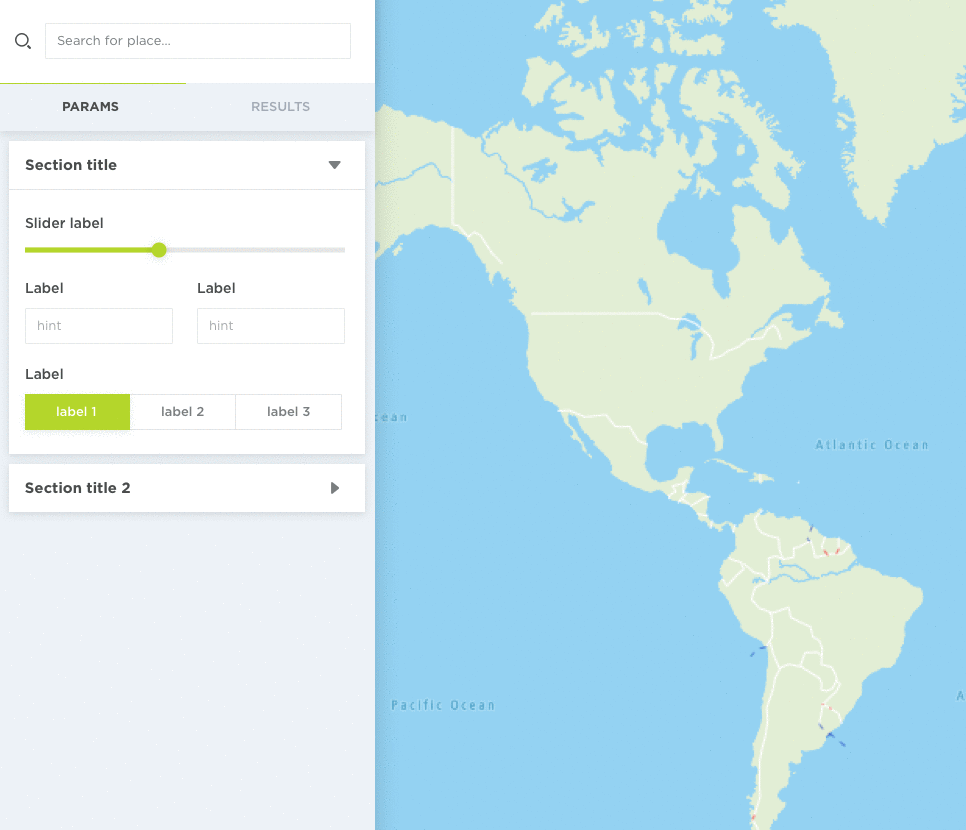 Search for place...
PARAMS
RESULTS
Section title
Slider label
Label
Label
hint
hint
Label
label 1
label 2
label 3
Section title 2
cean
Atlantic Ocean
Pacific Ocean
A